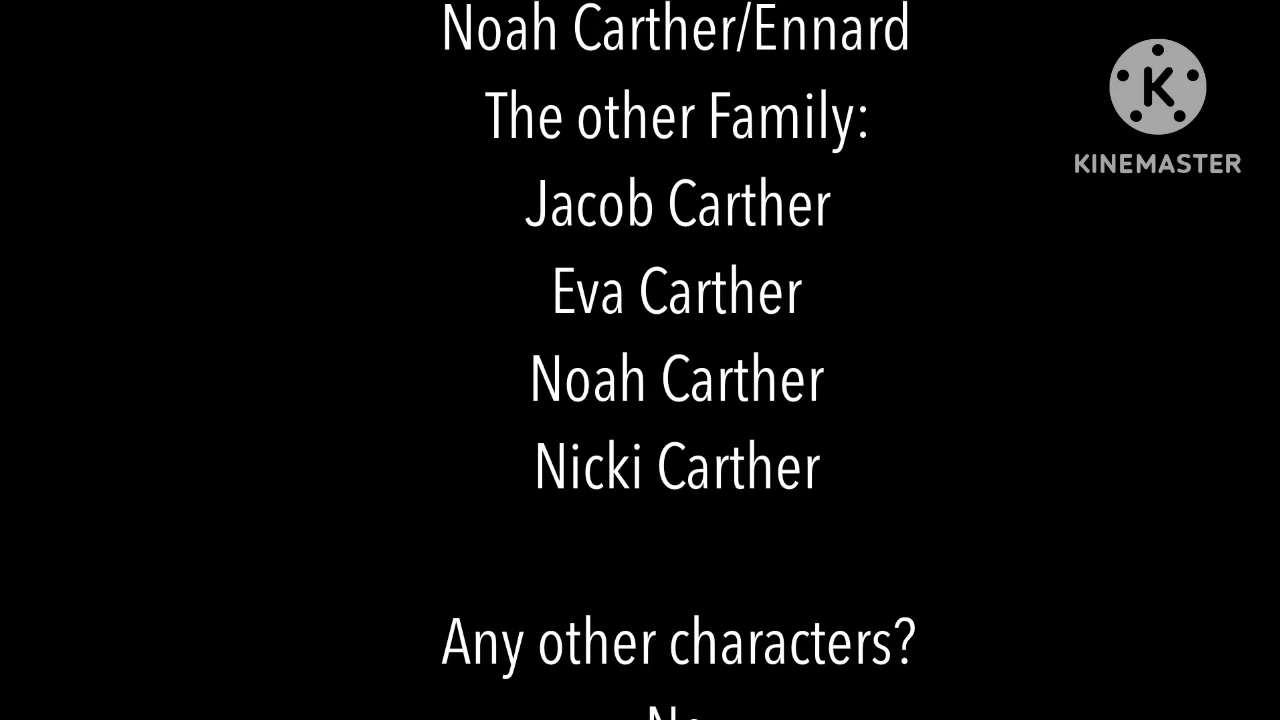 Noah Carther/Ennard
The other Family:
Jacob Carther
Eva Carther
Noah Carther
Nicki Carther
Any other characters?
K
KINEMASTER